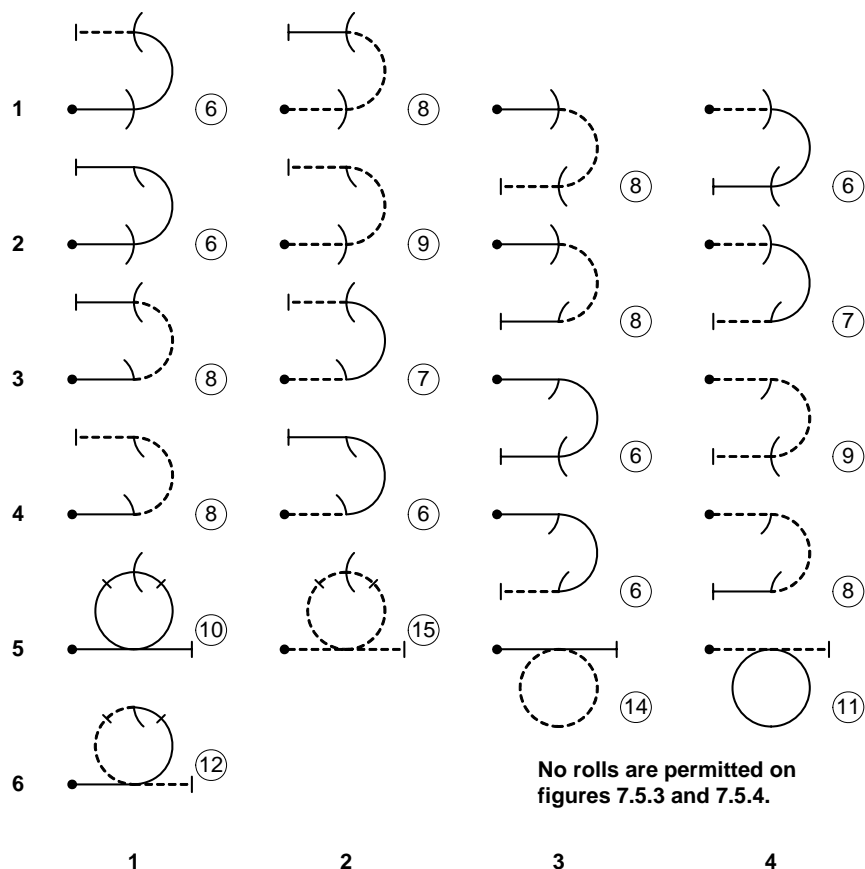 1 6 8 8 6
2 6 9 8 7
3 8 7 6 9
4 8 6 6 8
5 10 15 14 11
6 12
No rolls are permitted on
figures 7.5.3 and 7.5.4.
1 2 3 4